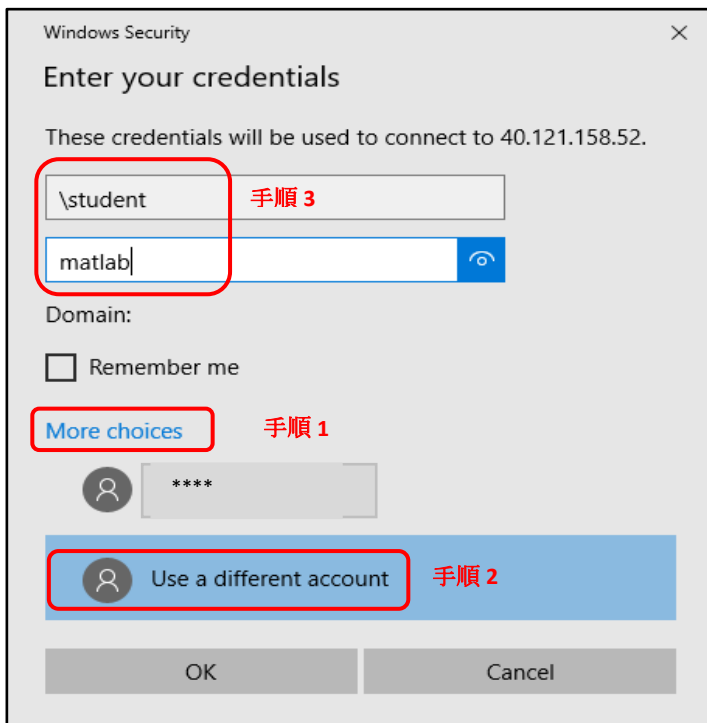 Windows Security
Enter your credentials
These credentials will be used to connect to 40.121.158.52.
\student 手順 3
matlab
Domain:
Remember me
More choices 手順 1
****
Use a different account 手順 2
OK Cancel